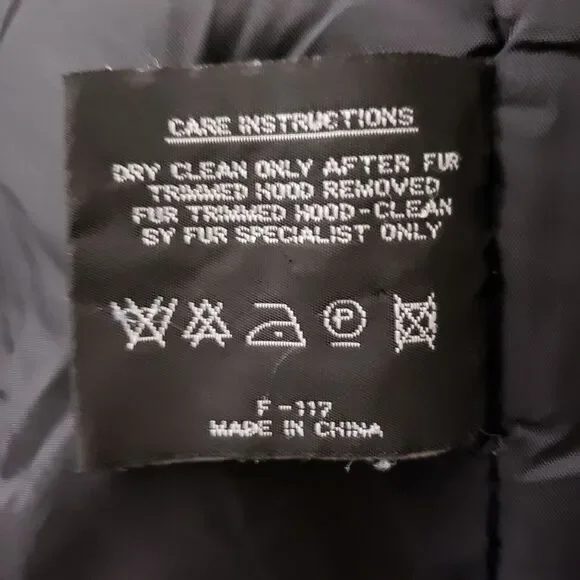 CARE INSTRUCTIONS
DRY CLEAN ONLY AFTER FUR
TRIMMED HOOD REMOVED
FUR TRIMMED HOOD-CLEAN
BY FUR SPECIALIST ONLY
P
F-117
MADE IN CHINA